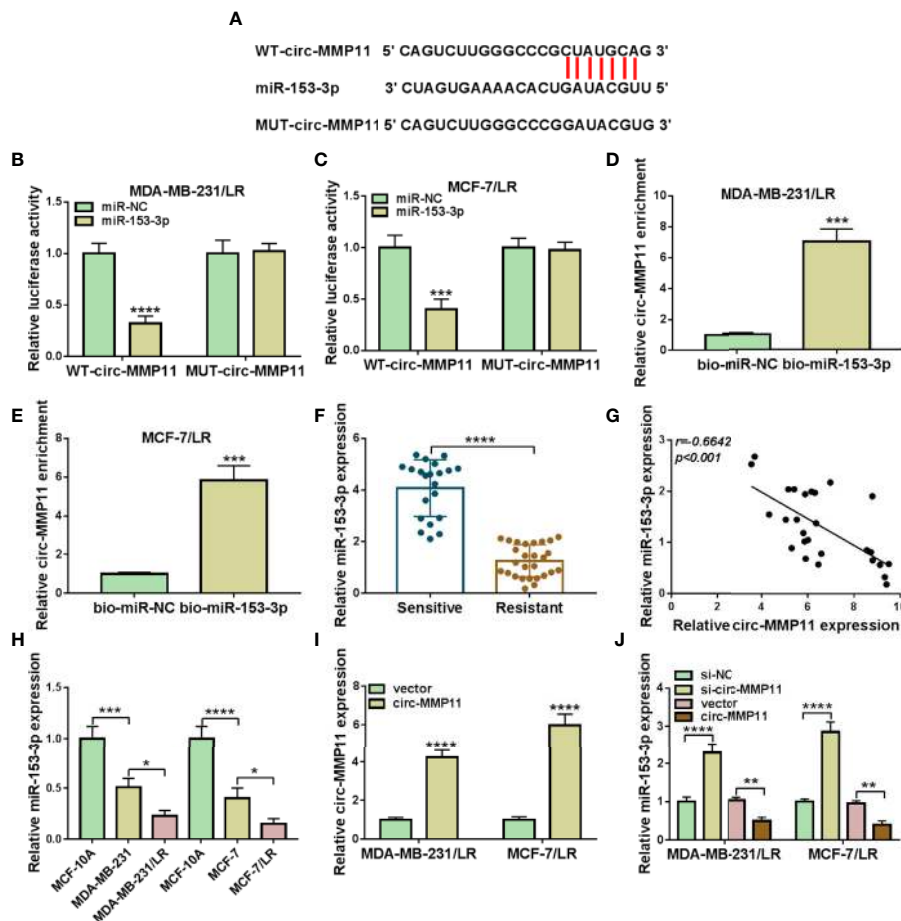 A
WT-circ-MMP11 5' CAGUCUUGGGCCCGCUAUGCAG 3'
miR-153-3p 3' CUAGUGAAAACACUGAUACGUU 5'
MUT-circ-MMP11 5' CAGUCUUGGGCCCGGAUACGUG 3'
B
MDA-MB-231/LR
miR-NC
miR-153-3p
Relative luciferase activity
1.5
1.0
0.5
0.0
****
WT-circ-MMP11 MUT-circ-MMP11
C
MCF-7/LR
miR-NC
miR-153-3p
Relative luciferase activity
1.5
1.0
0.5
0.0
***
WT-circ-MMP11 MUT-circ-MMP11
D
NDA-MB-231/LR
Relative circ-MMP11 enrichment
10
8
6
4
2
0
***
bio-miR-NC bio-miR-153-3p
E
MCF-7/LR
Relative circ-MMP11 enrichment
8
6
4
2
0
***
bio-miR-NC bio-miR-153-3p
F
Relative miR-153-3p expression
6
4
2
0
****
Sensitive Resistant
G
r=-0.6642
p<0.001
Relative miR-153-3p expression
3
2
1
0
0 2 4 6 8 10
Relative circ-MMP11 expression
H
Relative miR-153-3p expression
1.5
1.0
0.5
0.0
*** * **** *
MCF-10A MDA-MB-231 MDA-MB-231/LR MCF-10A MCF-7 MCF-7/LR
I
vector
circ-MMP11
Relative circ-MMP11 expression
8
6
4
2
0
**** ****
MDA-MB-231/LR MCF-7/LR
J
si-NC
si-circ-MMP11
vector
circ-MMP11
Relative miR-153-3p expression
4
3
2
1
0
**** ** **** **
MDA-MB-231/LR MCF-7/LR